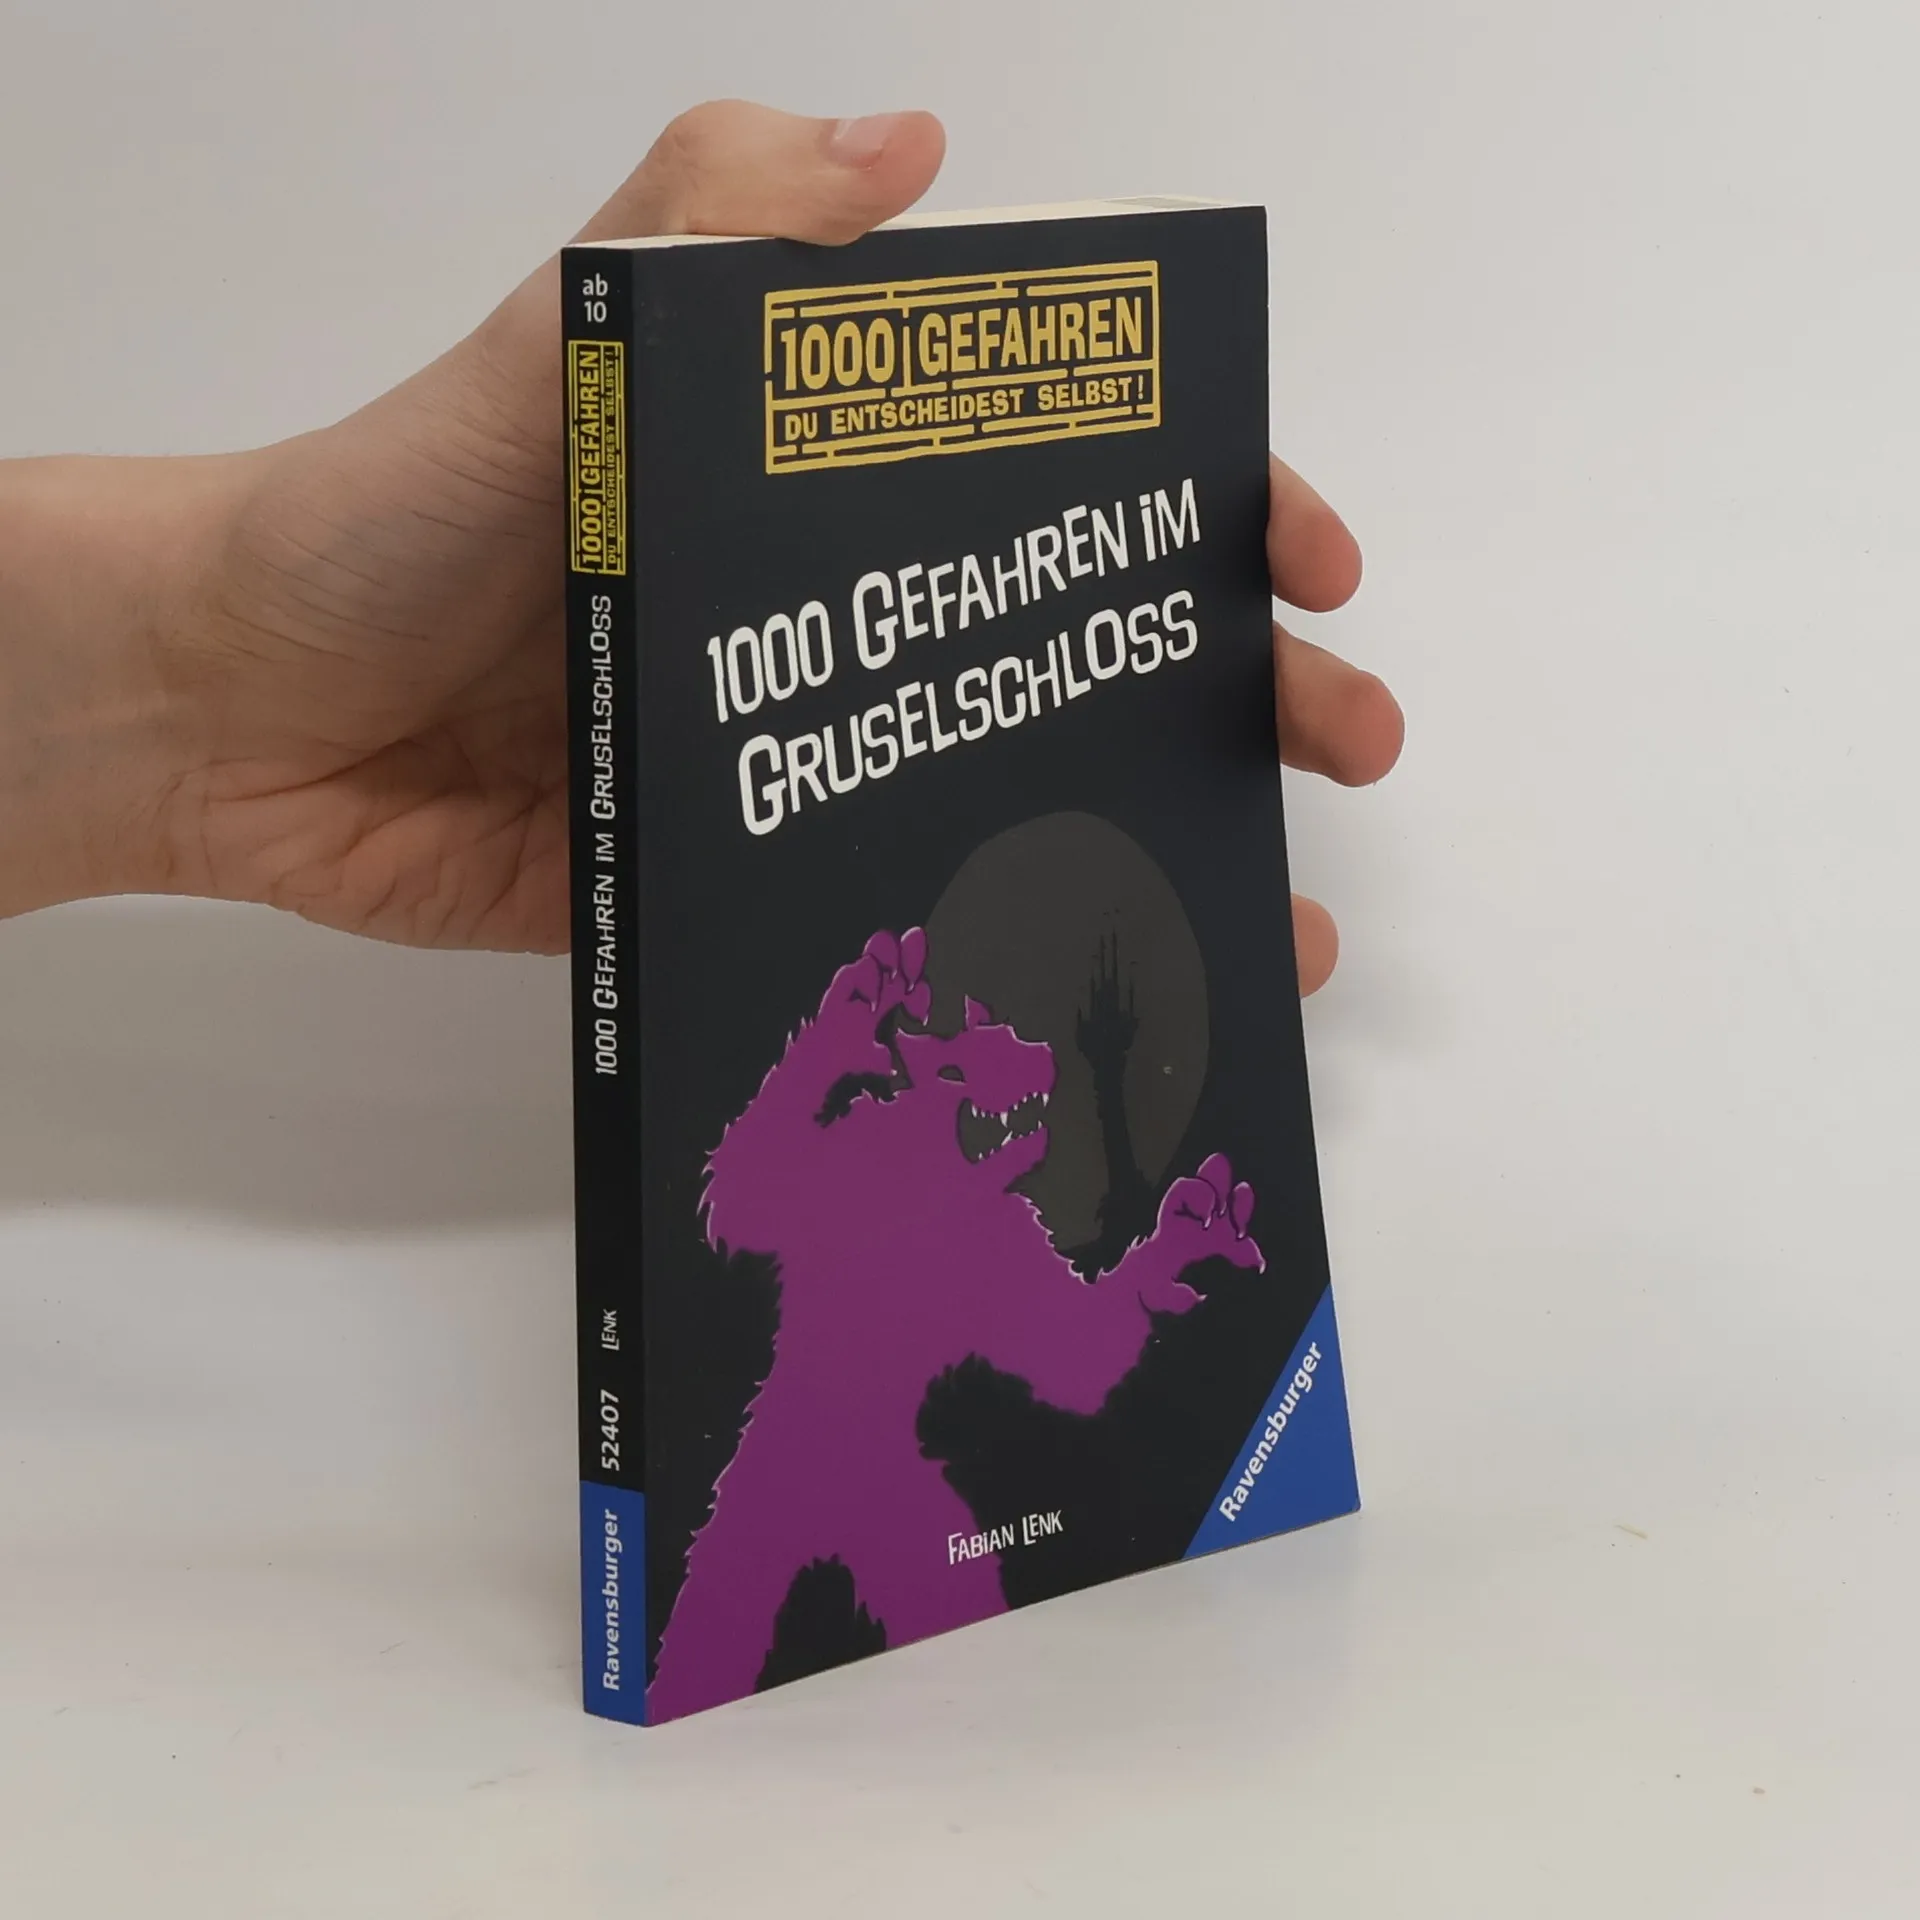 ab
10
1000 GEFAHREN
DU ENTSCHEIDEST SELBST!
1000 GEFAHREN IM GRUSELSCHLOSS
LENK
52407
Ravensburger
1000 GEFAHREN
DU ENTSCHEIDEST SELBST!
1000 GEFAHREN IM
GRUSELSCHLOSS
FABIAN LENK
Ravensburger